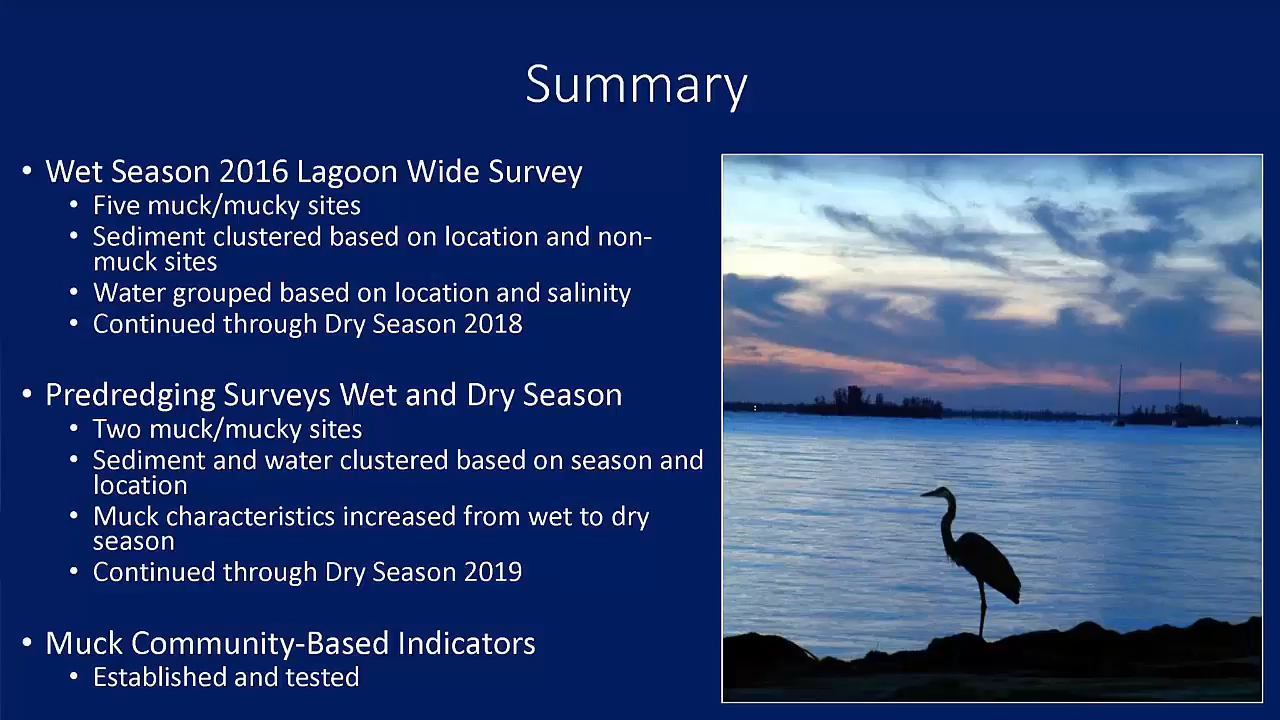 Summary
• Wet Season 2016 Lagoon Wide Survey
• Five muck/mucky sites
• Sediment clustered based on location and non-
muck sites
• Water grouped based on location and salinity
• Continued through Dry Season 2018
• Predredging Surveys Wet and Dry Season
• Two muck/mucky sites
• Sediment and water clustered based on season and
location
• Muck characteristics increased from wet to dry
season
• Continued through Dry Season 2019
• Muck Community-Based Indicators
• Established and tested